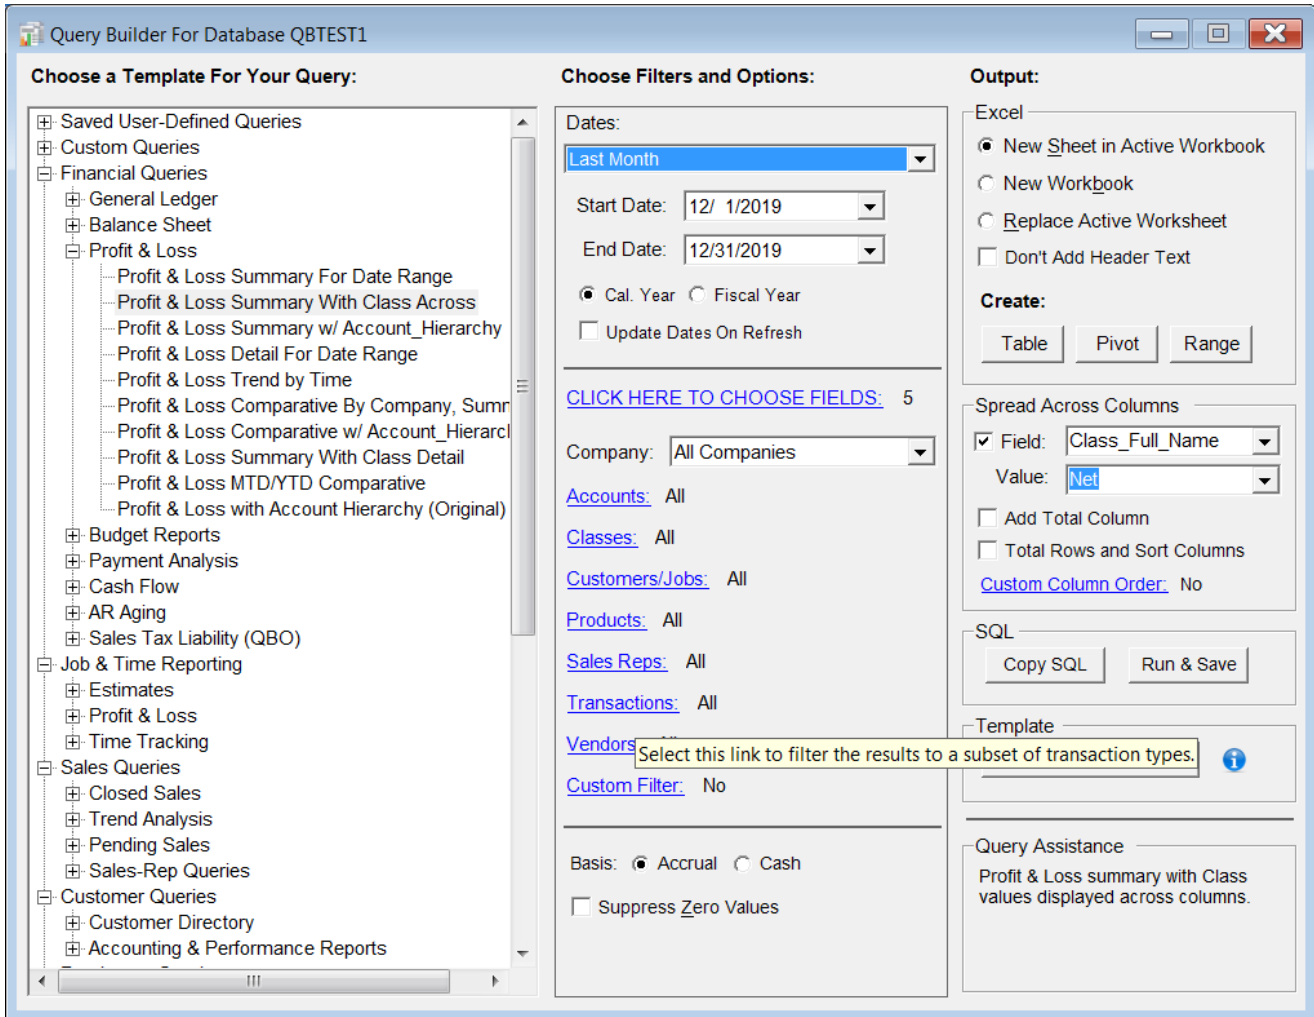 Query Builder For Database QBTEST1
Choose a Template For Your Query:
Saved User-Defined Queries
Custom Queries
Financial Queries
General Ledger
Balance Sheet
Profit & Loss
Profit & Loss Summary For Date Range
Profit & Loss Summary With Class Across
Profit & Loss Summary w/ Account_Hierarchy
Profit & Loss Detail For Date Range
Profit & Loss Trend by Time
Profit & Loss Comparative By Company, Summ
Profit & Loss Comparative w/ Account_Hierarcl
Profit & Loss Summary With Class Detail
Profit & Loss MTD/YTD Comparative
Profit & Loss with Account Hierarchy (Original)
Budget Reports
Payment Analysis
Cash Flow
AR Aging
Sales Tax Liability (QBO)
Job & Time Reporting
Estimates
Profit & Loss
Time Tracking
Sales Queries
Closed Sales
Trend Analysis
Pending Sales
Sales-Rep Queries
Customer Queries
Customer Directory
Accounting & Performance Reports
Choose Filters and Options:
Dates:
Last Month
Start Date: 12/ 1/2019
End Date: 12/31/2019
Cal. Year Fiscal Year
Update Dates On Refresh
CLICK HERE TO CHOOSE FIELDS: 5
Company: All Companies
Accounts: All
Classes: All
Customers/Jobs: All
Products: All
Sales Reps: All
Transactions: All
Vendors
Select this link to filter the results to a subset of transaction types.
Custom Filter: No
Basis: Accrual Cash
Suppress Zero Values
Output:
Excel
New Sheet in Active Workbook
New Workbook
Replace Active Worksheet
Don't Add Header Text
Create:
Table Pivot Range
Spread Across Columns
Field: Class_Full_Name
Value: Net
Add Total Column
Total Rows and Sort Columns
Custom Column Order: No
SQL
Copy SQL Run & Save
Template
Query Assistance
Profit & Loss summary with Class
values displayed across columns.